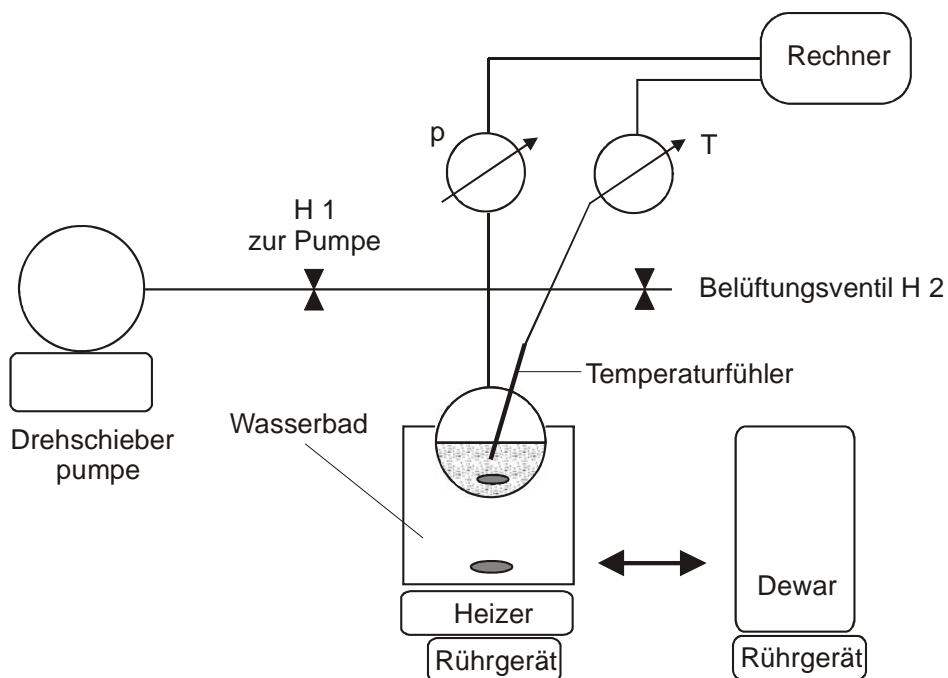 Rechner
p
T
H 1
zur Pumpe
Belüftungsventil H 2
Temperaturfühler
Wasserbad
Drehschieber
pumpe
Dewar
Heizer
Rührgerät
Rührgerät